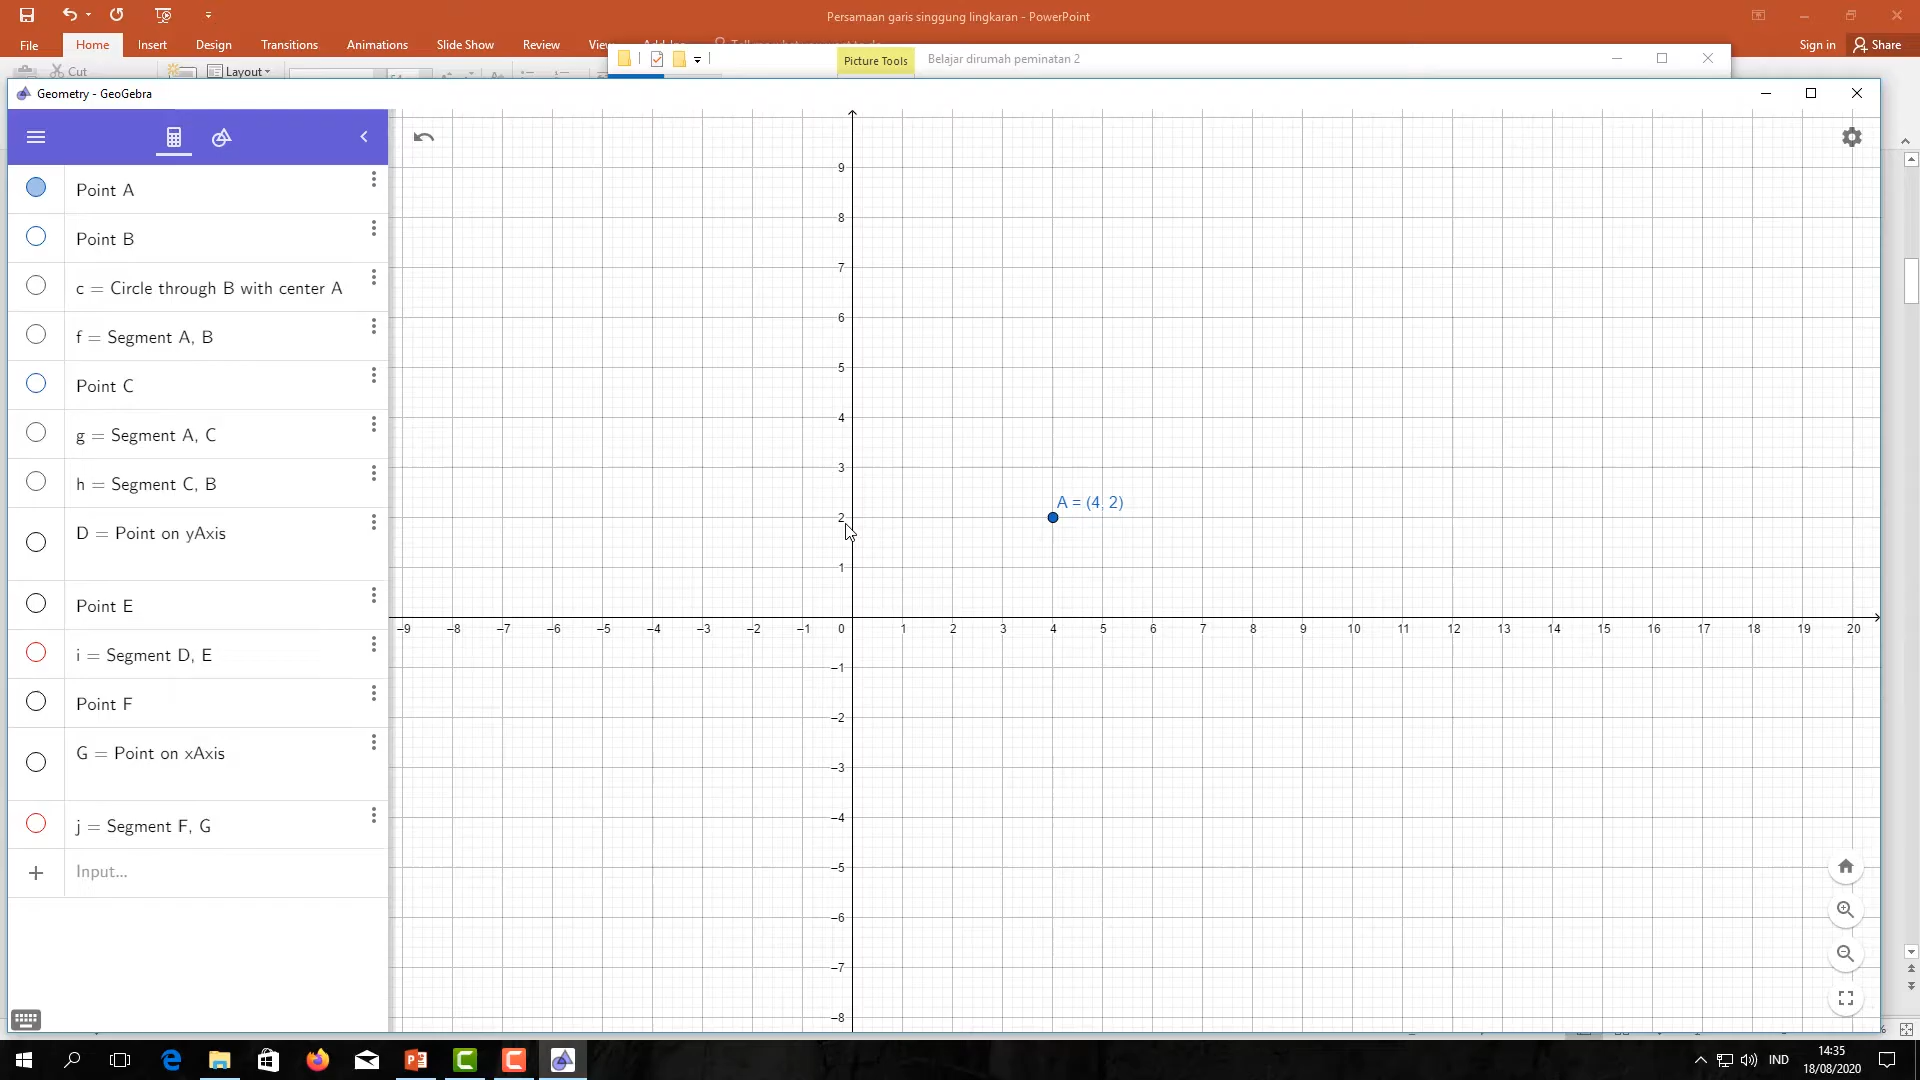 Persamaan garis singgung lingkaran - PowerPoint
File Home Insert Design Transitions Animations Slide Show Review Sign in Share
Cut Layout
Picture Tools Belajar dirumah peminatan 2
Geometry - GeoGebra
Point A
Point B
c = Circle through B with center A
f = Segment A, B
Point C
g = Segment A, C
h = Segment C, B
D = Point on yAxis
Point E
i = Segment D, E
Point F
G = Point on xAxis
j = Segment F, G
Input...
9
8
7
6
5
4
3
A = (4, 2)
2
1
–9 –8 –7 –6 –5 –4 –3 –2 –1 0 1 2 3 4 5 6 7 8 9 10 11 12 13 14 15 16 17 18 19 20
–1
–2
–3
–4
–5
–6
–7
–8
IND
14:35
18/08/2020